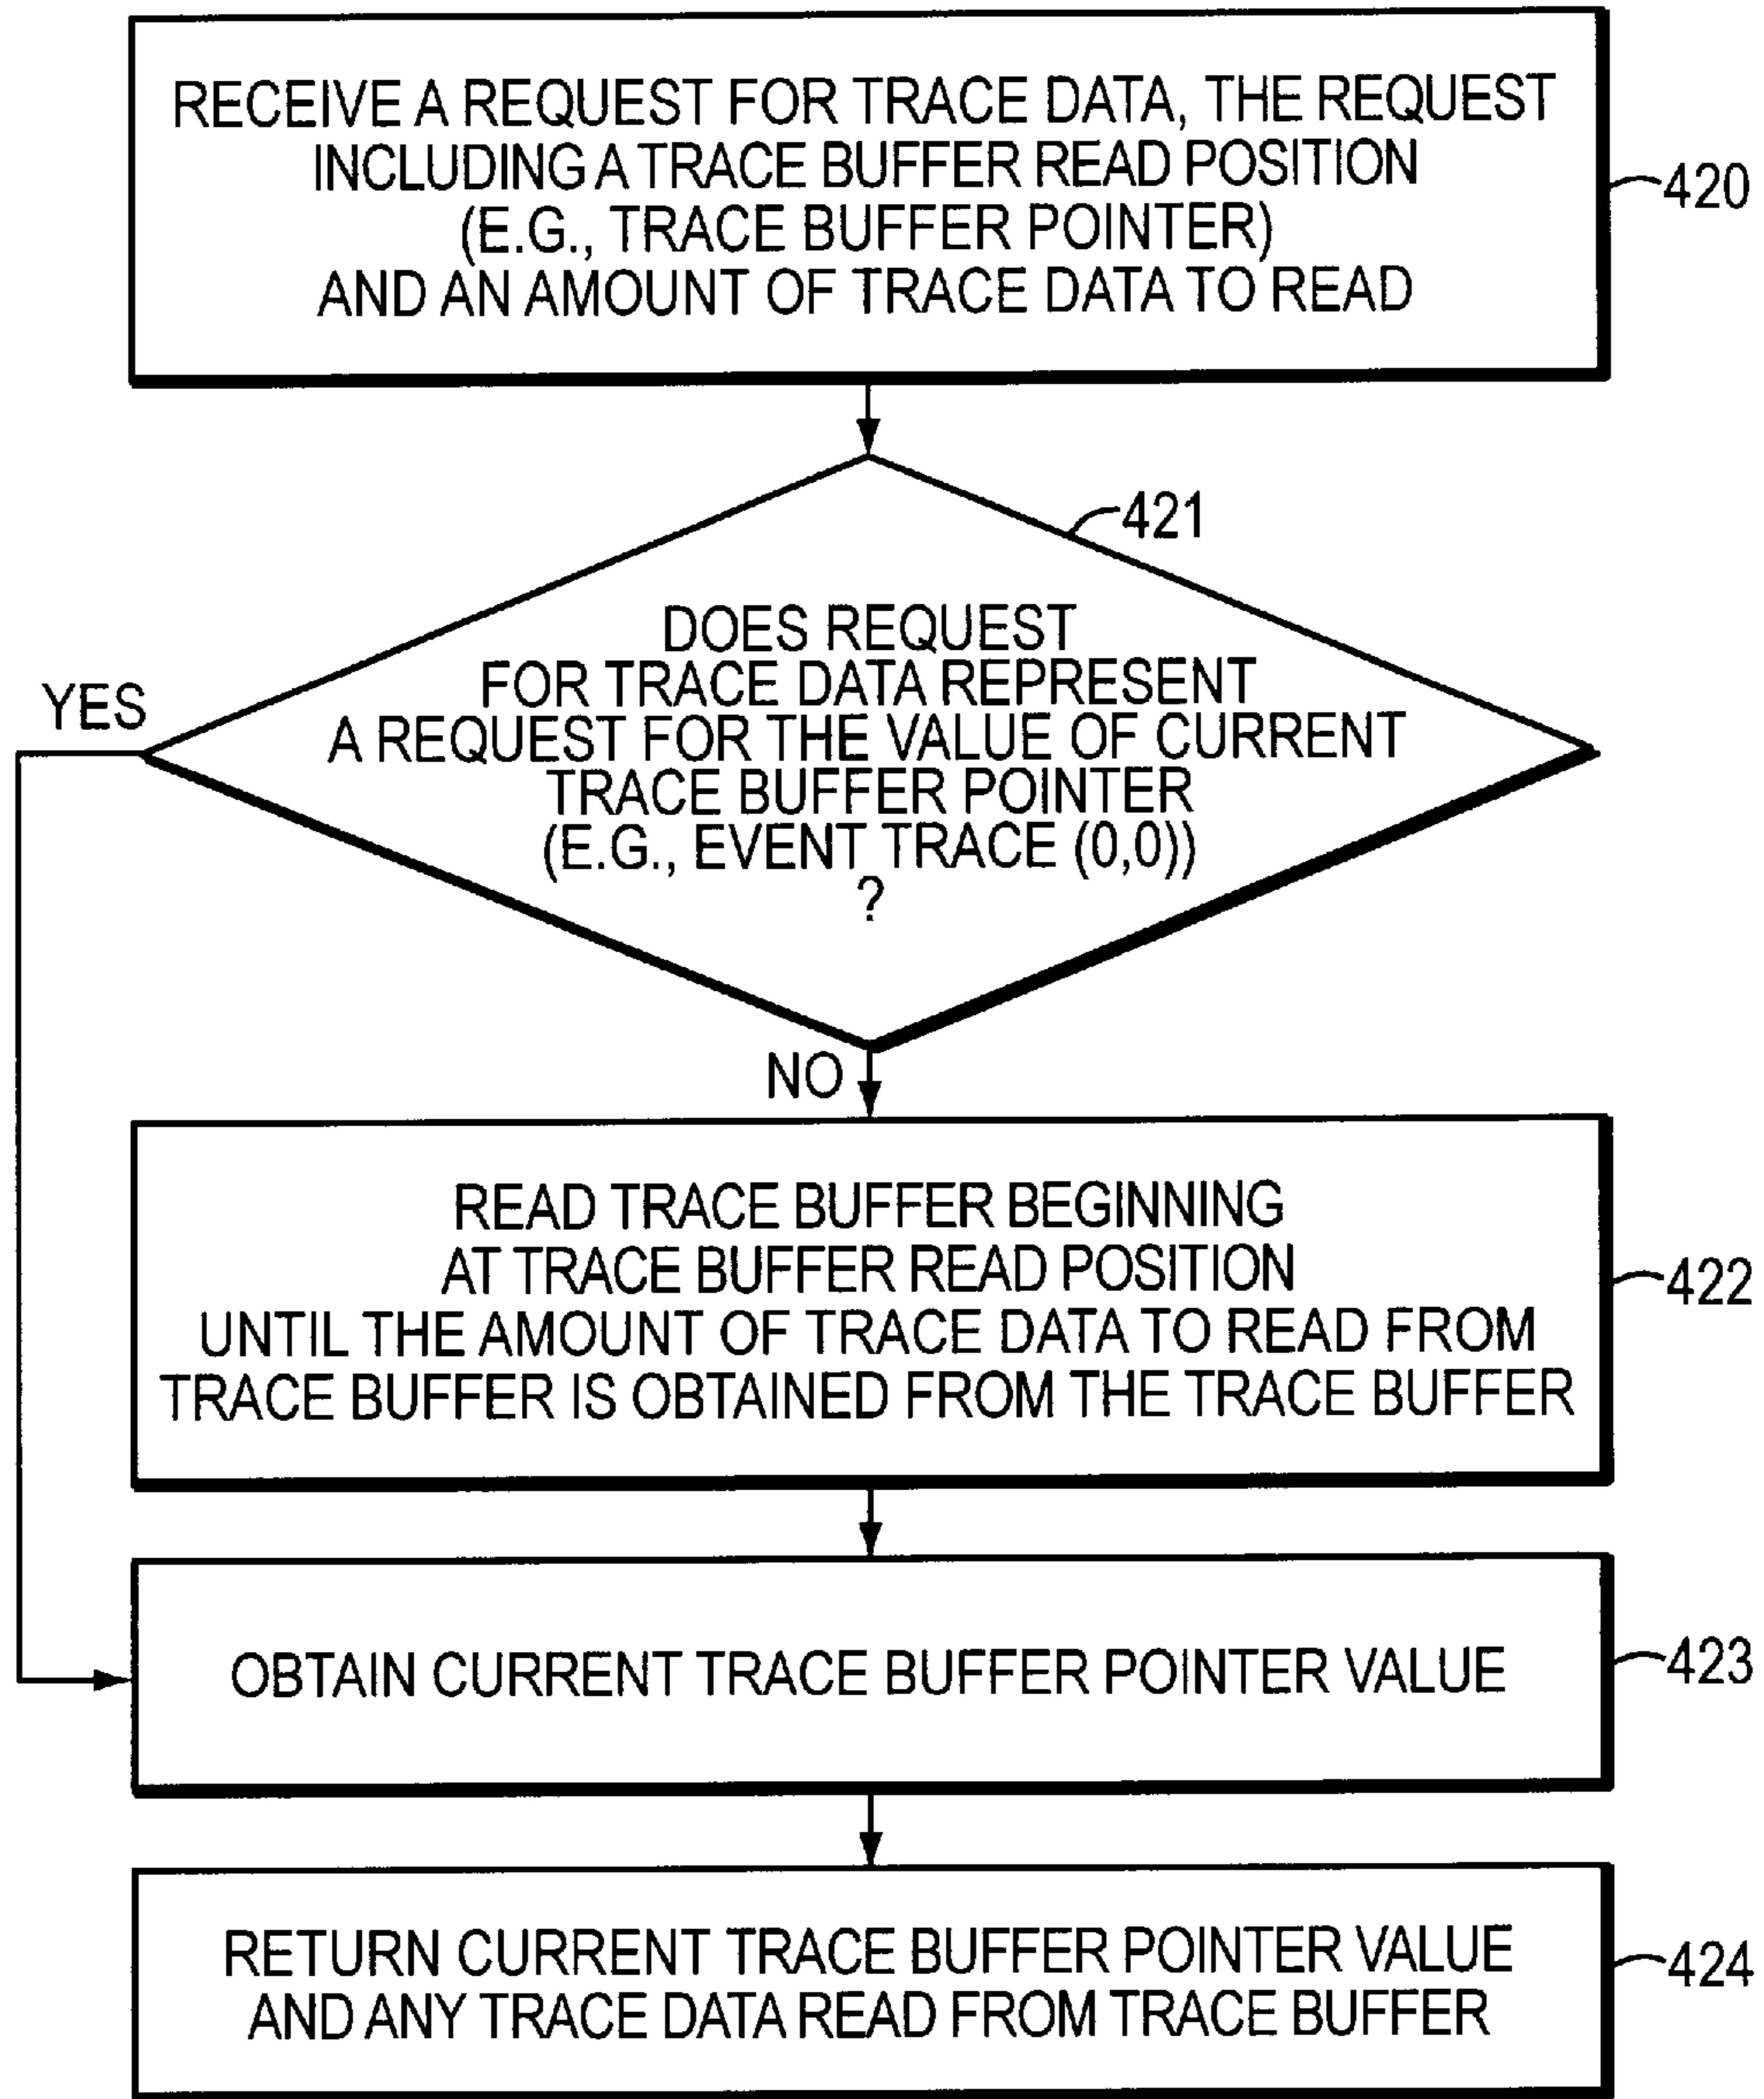 RECEIVE A REQUEST FOR TRACE DATA, THE REQUEST
INCLUDING A TRACE BUFFER READ POSITION
(E.G., TRACE BUFFER POINTER)
AND AN AMOUNT OF TRACE DATA TO READ
420
421
DOES REQUEST
FOR TRACE DATA REPRESENT
A REQUEST FOR THE VALUE OF CURRENT
TRACE BUFFER POINTER
(E.G., EVENT TRACE (0,0))
?
YES
NO
READ TRACE BUFFER BEGINNING
AT TRACE BUFFER READ POSITION
UNTIL THE AMOUNT OF TRACE DATA TO READ FROM
TRACE BUFFER IS OBTAINED FROM THE TRACE BUFFER
422
OBTAIN CURRENT TRACE BUFFER POINTER VALUE
423
RETURN CURRENT TRACE BUFFER POINTER VALUE
AND ANY TRACE DATA READ FROM TRACE BUFFER
424